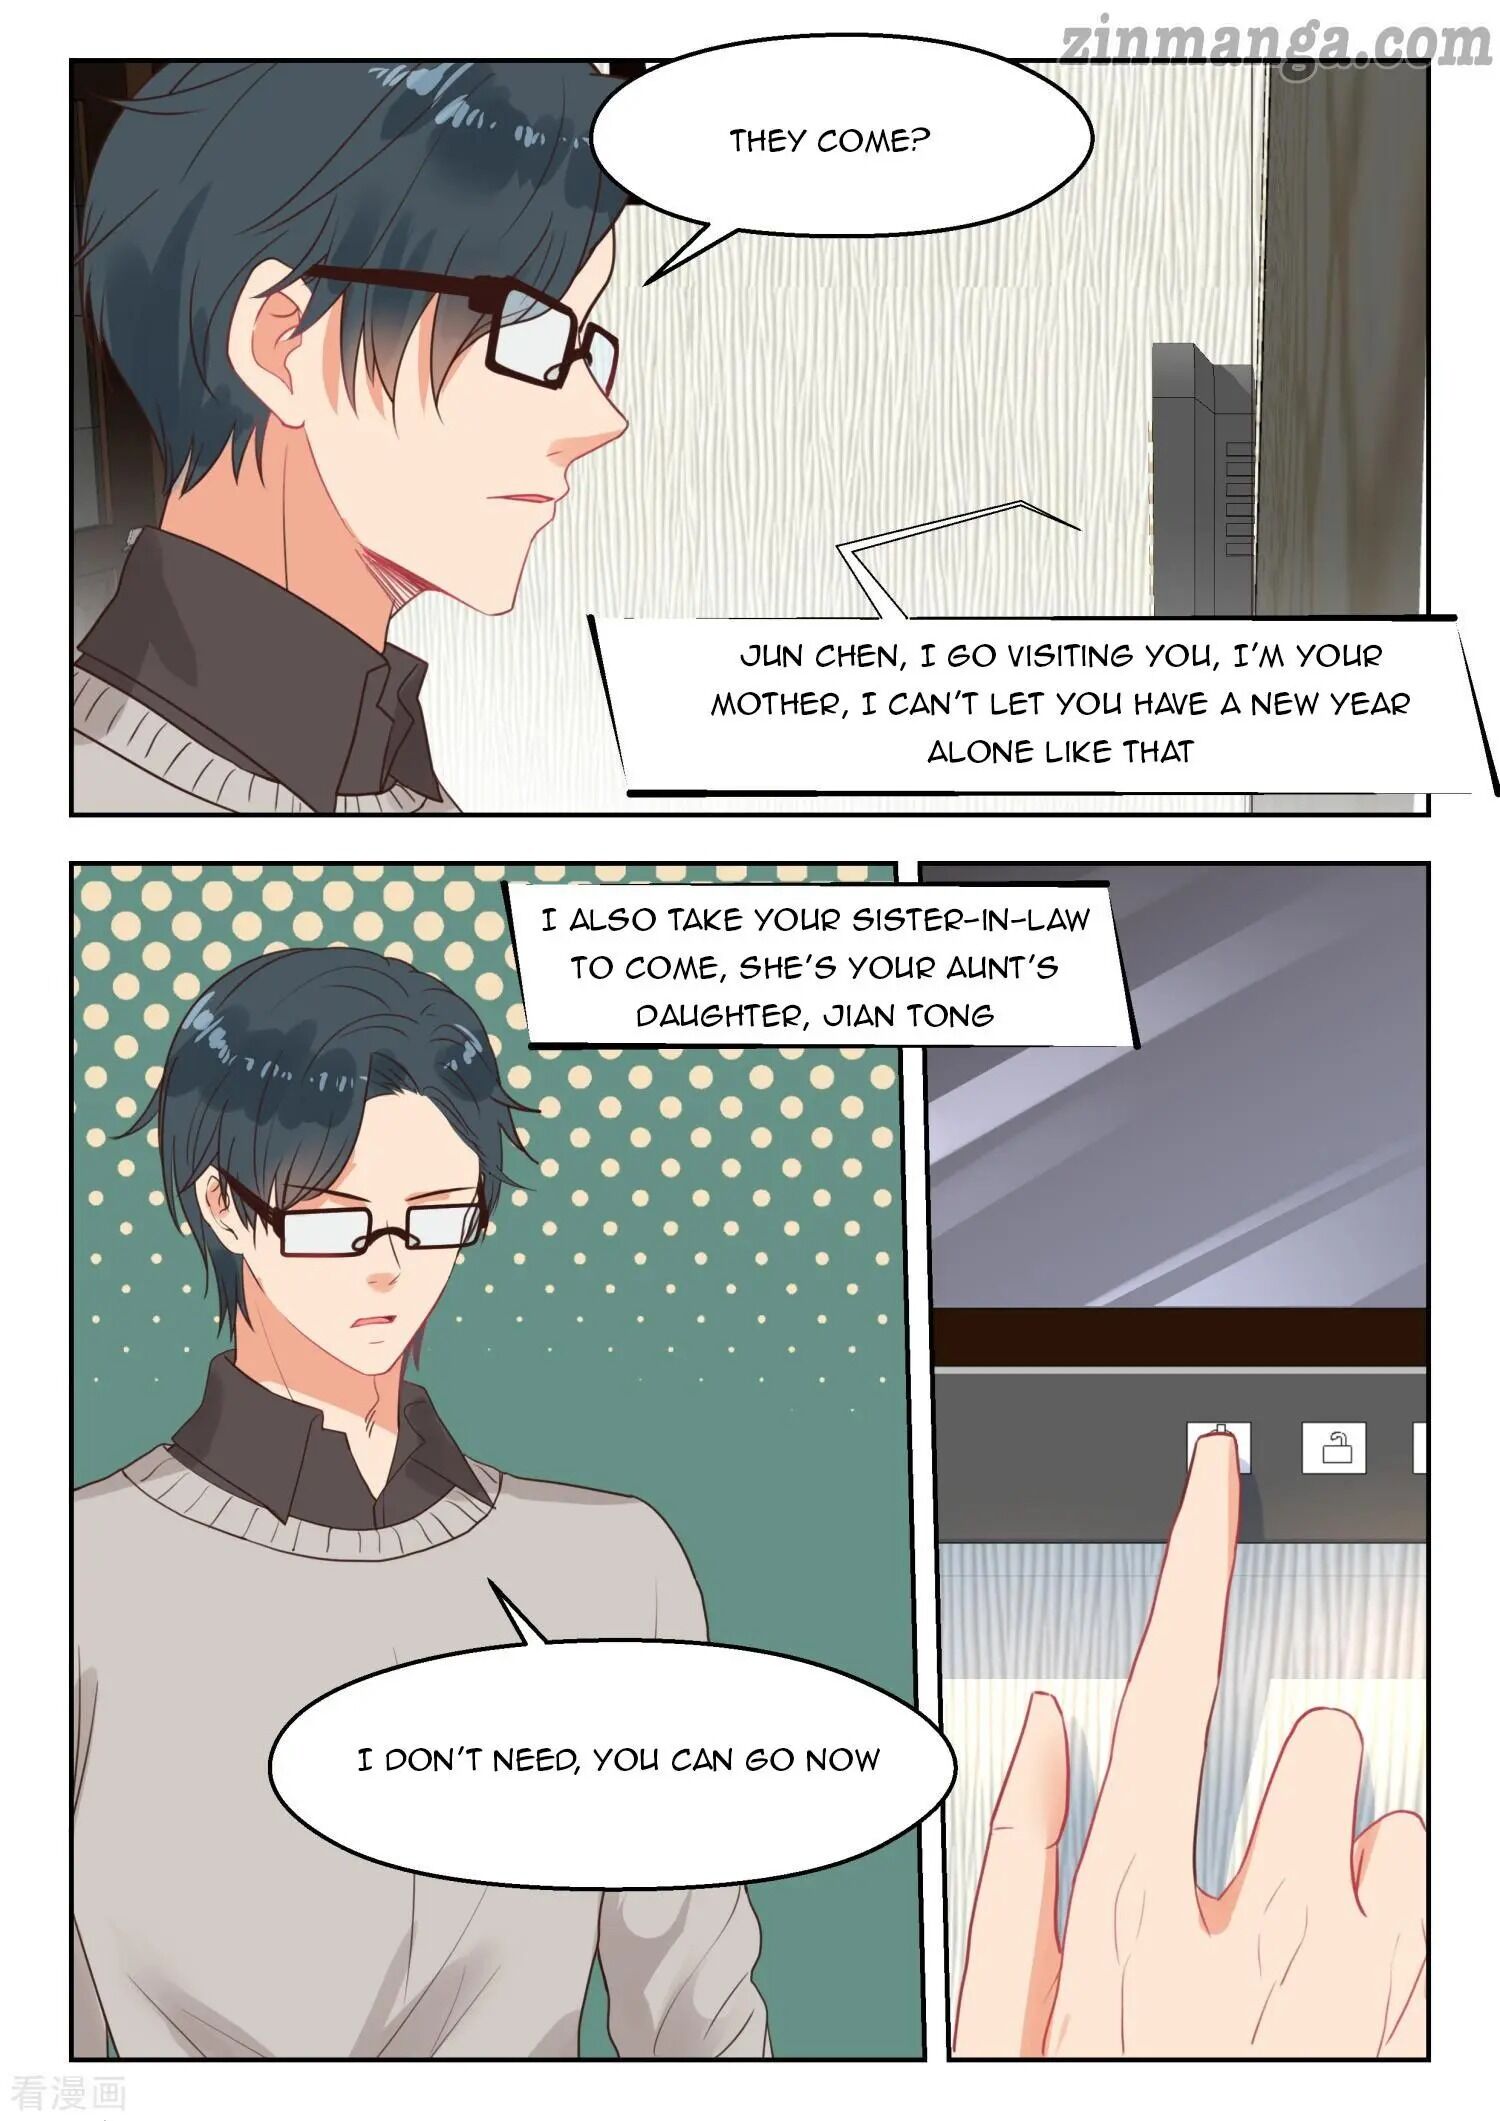 zinmanga.com
THEY COME?
JUN CHEN, I GO VISITING YOU, I'M YOUR
MOTHER, I CAN'T LET YOU HAVE A NEW YEAR
ALONE LIKE THAT
I ALSO TAKE YOUR SISTER-IN-LAW
TO COME, SHE'S YOUR AUNT'S
DAUGHTER, JIAN TONG
I DON'T NEED, YOU CAN GO NOW
看漫画